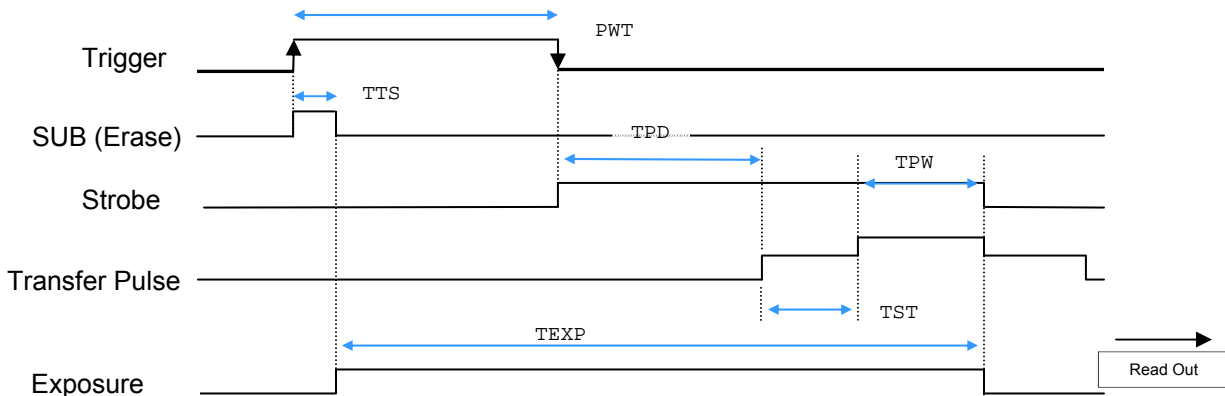 PWT
Trigger
TTS
SUB (Erase)
TPD
TPW
Strobe
Transfer Pulse
TST
TEXP
Read Out
Exposure